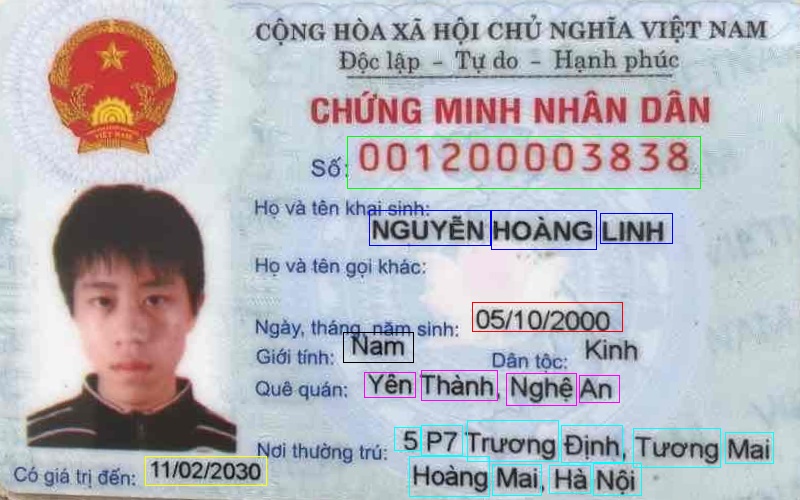 CỘNG HÒA XÃ HỘI CHỦ NGHĨA VIỆT NAM
Độc lập - Tự do - Hạnh phúc
CHỨNG MINH NHÂN DÂN
Số: 001200003838
Họ và tên khai sinh:
NGUYỄN HOÀNG LINH
Họ và tên gọi khác:
Ngày, tháng, năm sinh: 05/10/2000
Giới tính: Nam Dân tộc: Kinh
Quê quán: Yên Thành, Nghệ An
Nơi thường trú: 5 P7 Trương Định, Tương Mai
Hoàng Mai, Hà Nội
Có giá trị đến: 11/02/2030
VIỆT NAM